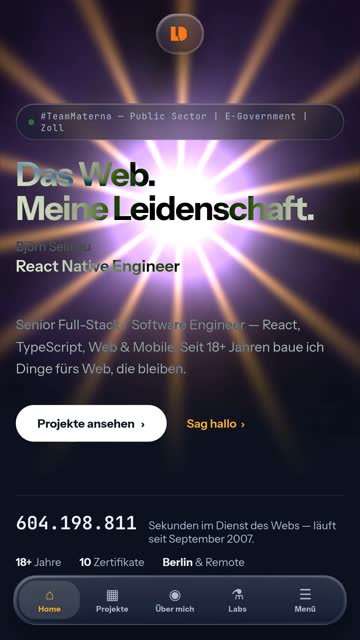 #TeamMaterna — Public Sector | E-Government |
Zoll
Das Web.
Meine Leidenschaft.
Björn
React Native Engineer
Senior Full-Stack / Software Engineer — React,
TypeScript, Web & Mobile. Seit 18+ Jahren baue ich
Dinge fürs Web, die bleiben.
Projekte ansehen ›
Sag hallo ›
604.198.811
Sekunden im Dienst des Webs — läuft
seit September 2007.
18+ Jahre 10 Zertifikate Berlin & Remote
Home Projekte Über mich Labs Menü